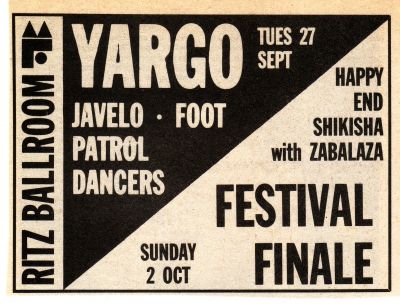 RITZ BALLROOM
YARGO
TUES 27
SEPT
JAVELO · FOOT
PATROL
DANCERS
HAPPY
END
SHIKISHA
with ZABALAZA
FESTIVAL
FINALE
SUNDAY
2 OCT